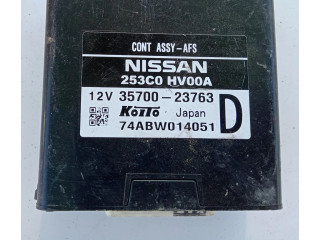 CONT ASSY-AFS
NISSAN
253C0 HV00A
12V 35700-23763 D
KOITO Japan
74ABW014051